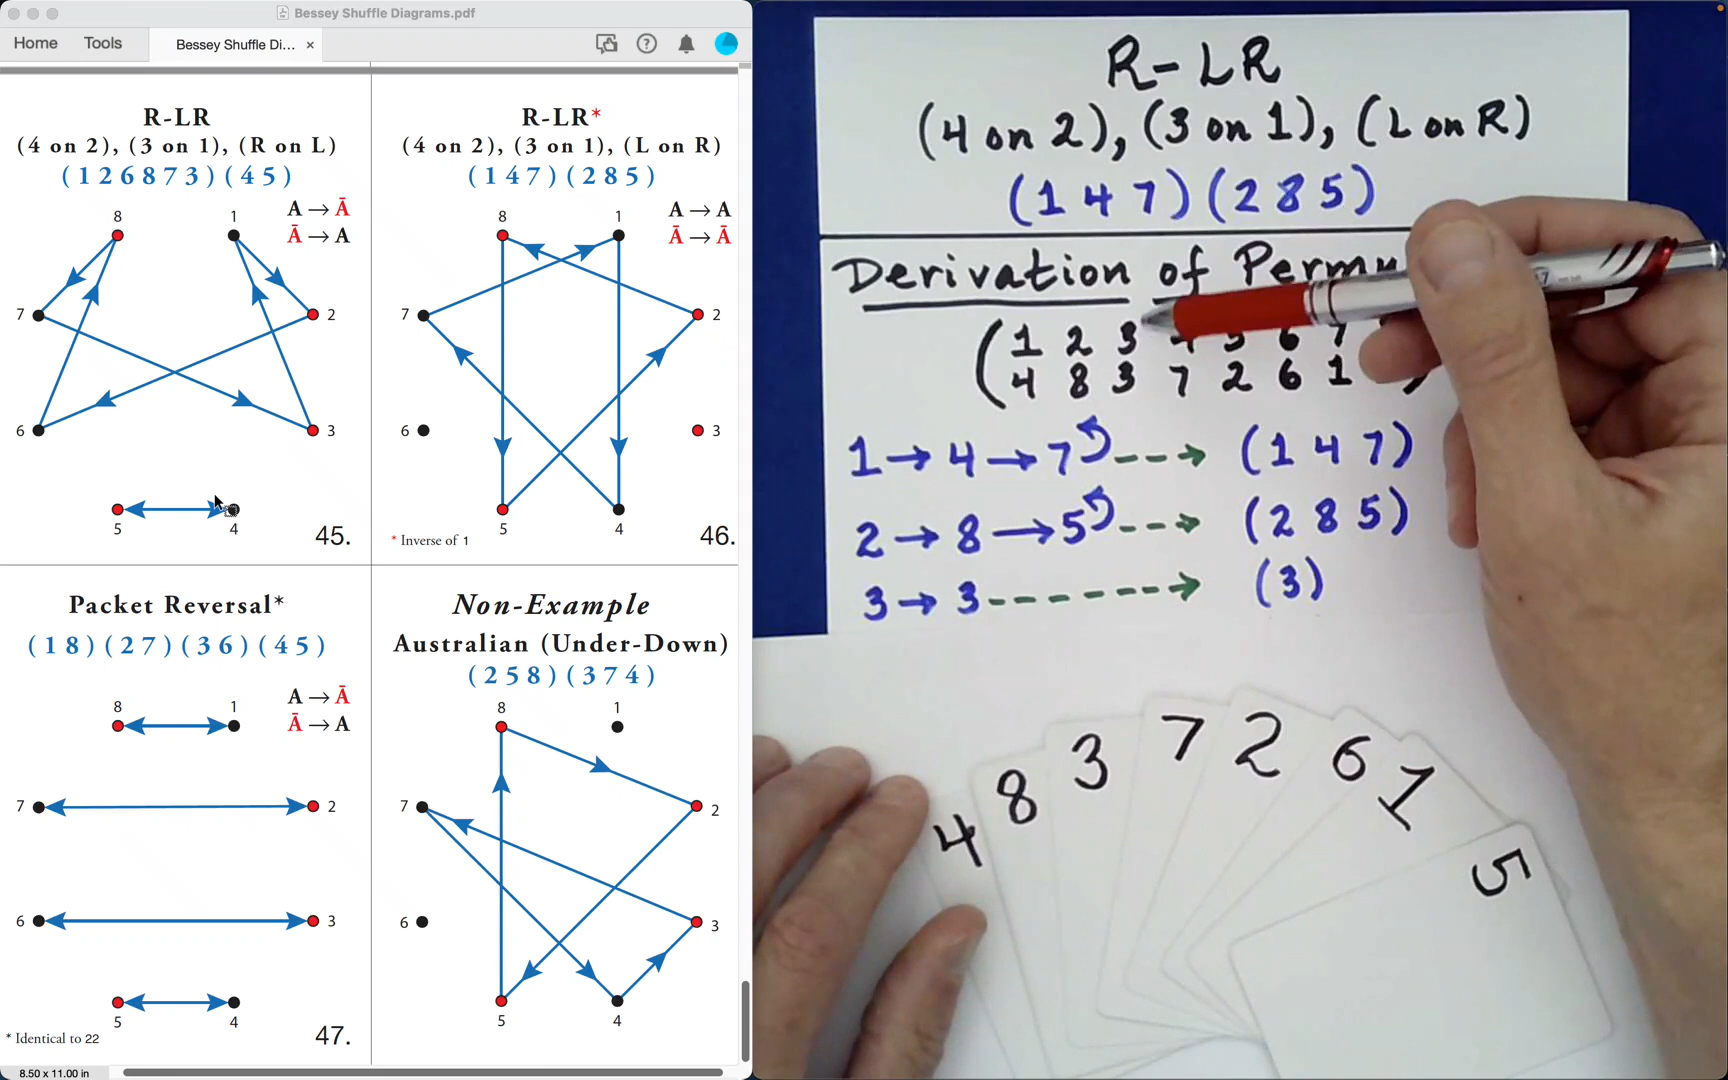 Bessey Shuffle Diagrams.pdf
Home Tools Bessey Shuffle Di... ×
R-LR
(4 on 2), (3 on 1), (R on L)
(1 2 6 8 7 3) (4 5)
A → Ā
Ā → A
8 1
7 2
6 3
5 4
45.
R-LR*
(4 on 2), (3 on 1), (L on R)
(1 4 7) (2 8 5)
A → A
Ā → Ā
8 1
7 2
6 3
5 4
* Inverse of 1
46.
Packet Reversal*
(1 8) (2 7) (3 6) (4 5)
A → Ā
Ā → A
8 1
7 2
6 3
5 4
* Identical to 22
47.
Non-Example
Australian (Under-Down)
(2 5 8) (3 7 4)
8 1
7 2
6 3
5 4
8.50 x 11.00 in
R-LR
(4 on 2), (3 on 1), (L on R)
(1 4 7) (2 8 5)
Derivation of
(1 2 3 5 6 7
(4 8 3 7 2 6 1 )
1 → 4 → 7 --→ (1 4 7)
2 → 8 → 5 --→ (2 8 5)
3 → 3 ------→ (3)
4 8 3 7 2 6 1 5